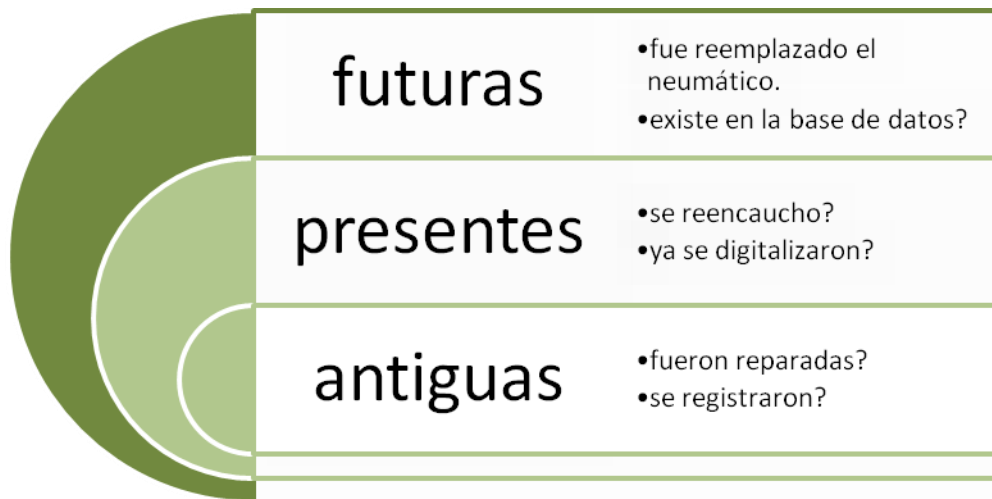 futuras
•fue reemplazado el
neumático.
•existe en la base de datos?
presentes
•se reencaucho?
•ya se digitalizaron?
antiguas
•fueron reparadas?
•se registraron?